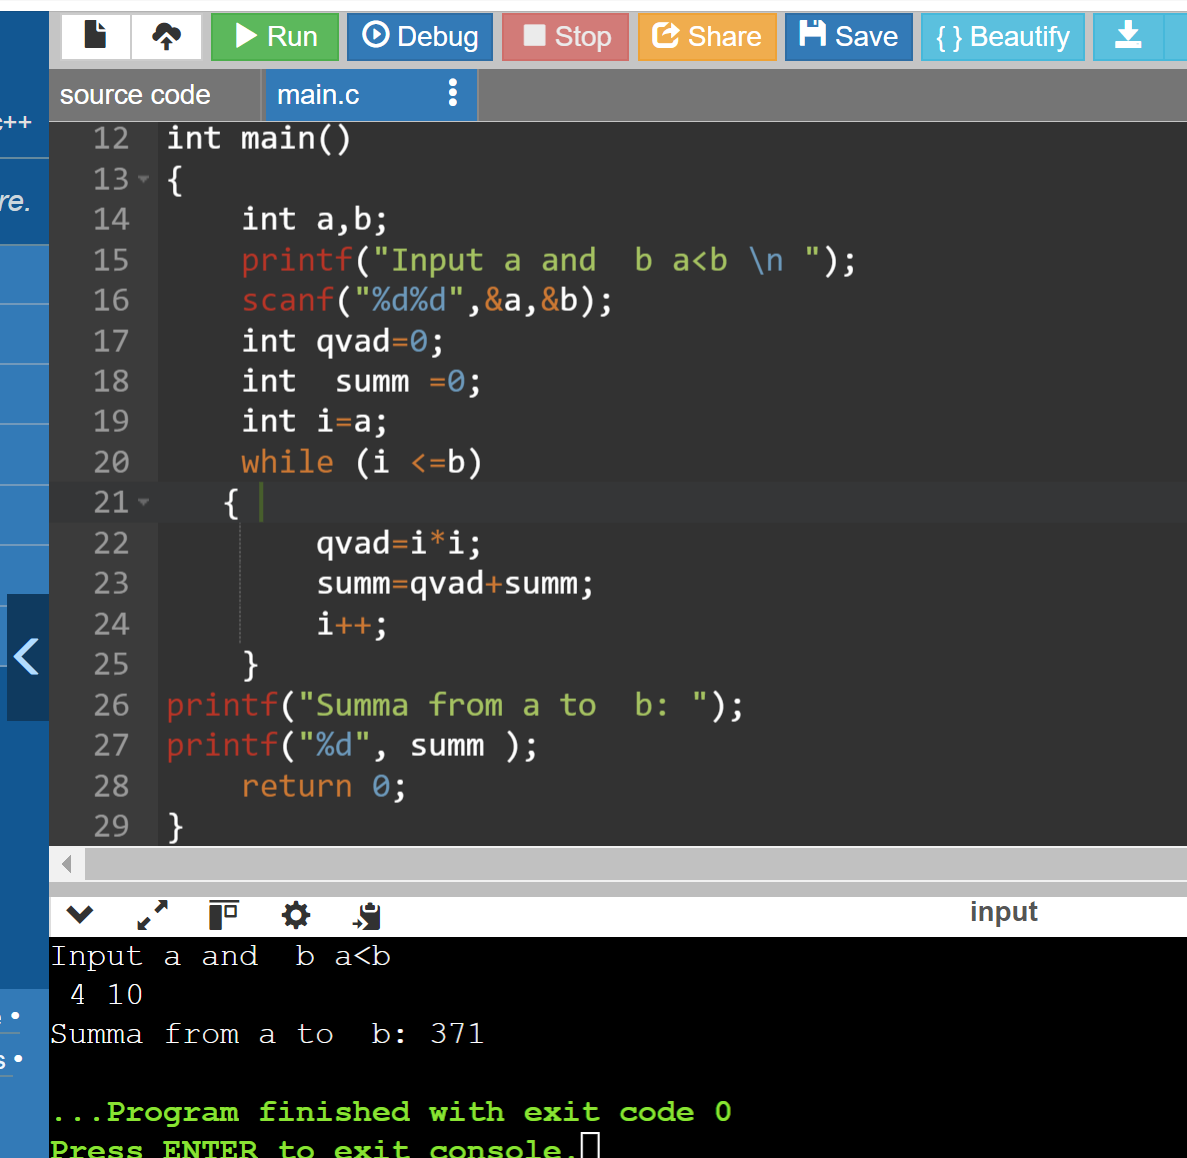 Run Debug Stop Share Save { } Beautify
source code main.c
++
re.
12 int main()
13 {
14 int a,b;
15 printf("Input a and  b a<b \n ");
16 scanf("%d%d",&a,&b);
17 int qvad=0;
18 int  summ =0;
19 int i=a;
20 while (i <=b)
21 {
22 qvad=i*i;
23 summ=qvad+summ;
24 i++;
25 }
26 printf("Summa from a to  b: ");
27 printf("%d", summ );
28 return 0;
29 }
input
Input a and  b a<b
4 10
Summa from a to  b: 371
...Program finished with exit code 0
Press ENTER to exit console.